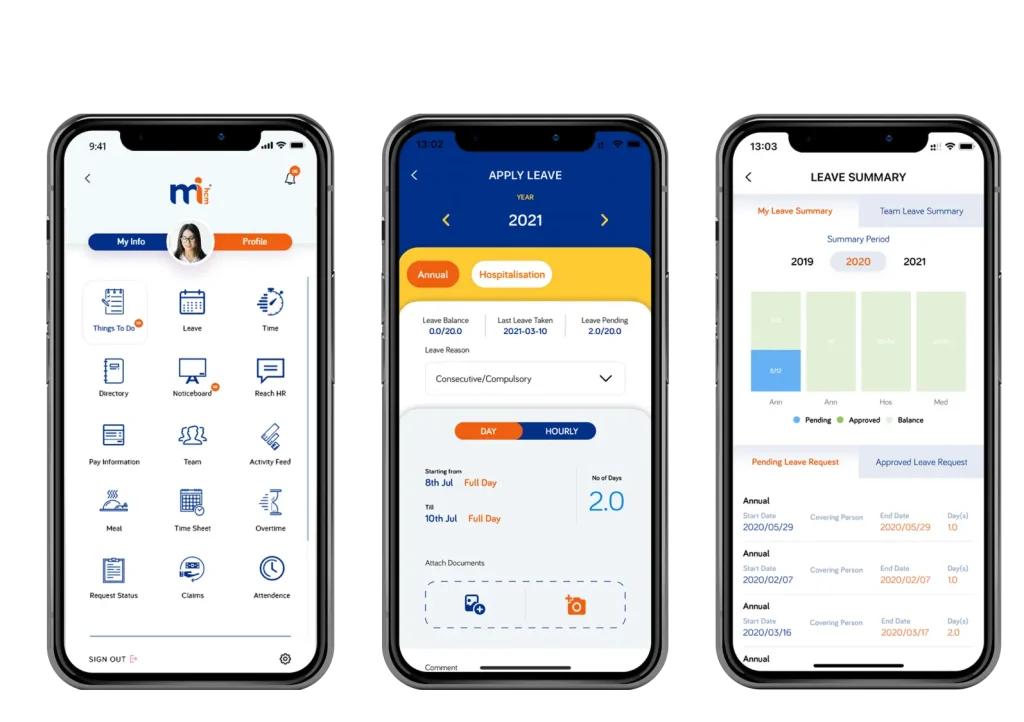 9:41
mi hcm
My Info
Profile
Things To Do
Leave
Time
Directory
Noticeboard
Reach HR
Pay Information
Team
Activity Feed
Meal
Time Sheet
Overtime
Request Status
Claims
Attendence
SIGN OUT
13:02
APPLY LEAVE
YEAR
2021
Annual
Hospitalisation
Leave Balance
0.0/20.0
Last Leave Taken
2021-03-10
Leave Pending
2.0/20.0
Leave Reason
Consecutive/Compulsory
DAY
HOURLY
Starting from
8th Jul Full Day
Till
10th Jul Full Day
No of Days
2.0
Attach Documents
Comment
13:03
LEAVE SUMMARY
My Leave Summary
Team Leave Summary
Summary Period
2019 2020 2021
Ann Ann Hos Med
Pending Approved Balance
Pending Leave Request
Approved Leave Request
Annual
Start Date Covering Person End Date Day(s)
2020/05/29 2020/05/29 1.0
Annual
Start Date Covering Person End Date Day(s)
2020/02/07 2020/02/07 1.0
Annual
Start Date Covering Person End Date Day(s)
2020/03/16 2020/03/17 2.0
Annual